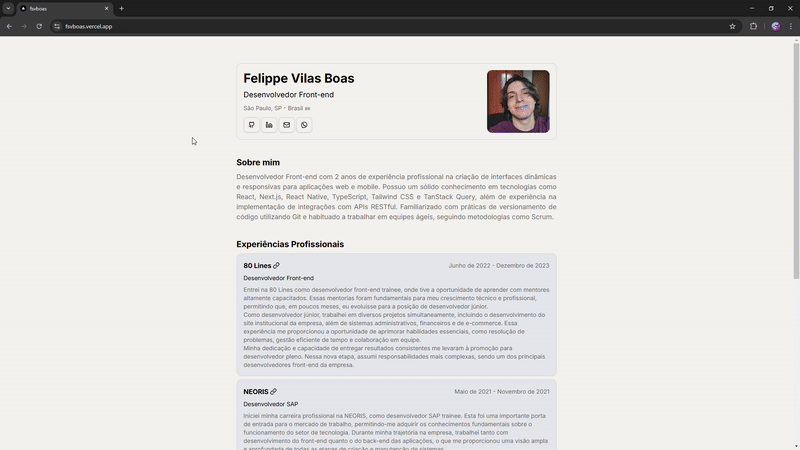 fsvboas
fsvboas.vercel.app
Felippe Vilas Boas
Desenvolvedor Front-end
São Paulo, SP - Brasil
Sobre mim
Desenvolvedor Front-end com 2 anos de experiência profissional na criação de interfaces dinâmicas
e responsivas para aplicações web e mobile. Possuo um sólido conhecimento em tecnologias como
React, Next.js, React Native, TypeScript, Tailwind CSS e TanStack Query, além de experiência na
implementação de integrações com APIs RESTful. Familiarizado com práticas de versionamento de
código utilizando Git e habituado a trabalhar em equipes ágeis, seguindo metodologias como Scrum.
Experiências Profissionais
80 Lines
Junho de 2022 - Dezembro de 2023
Desenvolvedor Front-end
Entrei na 80 Lines como desenvolvedor front-end trainee, onde tive a oportunidade de aprender com mentores
altamente capacitados. Essas mentorias foram fundamentais para meu crescimento técnico e profissional,
permitindo que, em poucos meses, eu evoluísse para a posição de desenvolvedor júnior.
Como desenvolvedor júnior, trabalhei em diversos projetos simultaneamente, incluindo o desenvolvimento do
site institucional da empresa, além de sistemas administrativos, financeiros e de e-commerce. Essa
experiência me proporcionou a oportunidade de aprimorar habilidades essenciais, como resolução de
problemas, gestão eficiente de tempo e colaboração em equipe.
Minha dedicação e capacidade de entregar resultados consistentes me levaram à promoção para
desenvolvedor pleno. Nessa nova etapa, assumi responsabilidades mais complexas, sendo um dos principais
desenvolvedores front-end da empresa.
NEORIS
Maio de 2021 - Novembro de 2021
Desenvolvedor SAP
Iniciei minha carreira profissional na NEORIS, como desenvolvedor SAP trainee. Esta foi uma importante porta
de entrada para o mercado de trabalho, permitindo-me adquirir os conhecimentos fundamentais sobre o
funcionamento do setor de tecnologia. Durante minha trajetória na empresa, trabalhei tanto com
desenvolvimento do front-end quanto o do back-end das aplicações, o que me proporcionou uma visão ampla
e aprofundada de todas as etapas de criação e manutenção de sistemas.